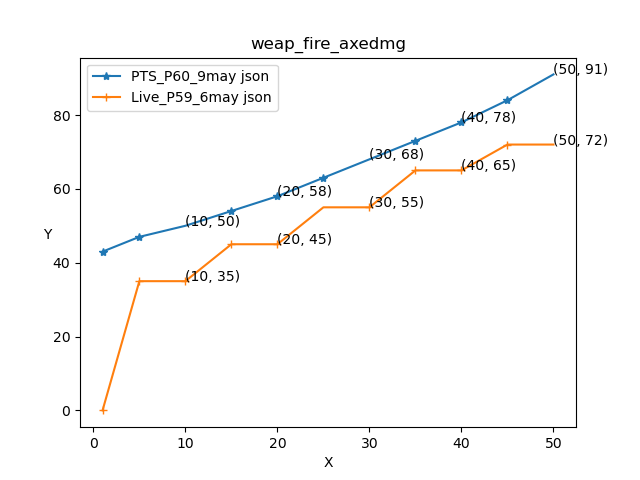 weap_fire_axedmg
PTS_P60_9may json
Live_P59_6may json
(50, 91)
(40, 78)
(30, 68)
(20, 58)
(10, 50)
(50, 72)
(40, 65)
(30, 55)
(20, 45)
(10, 35)
Y
80
60
40
20
0
0 10 20 30 40 50
X